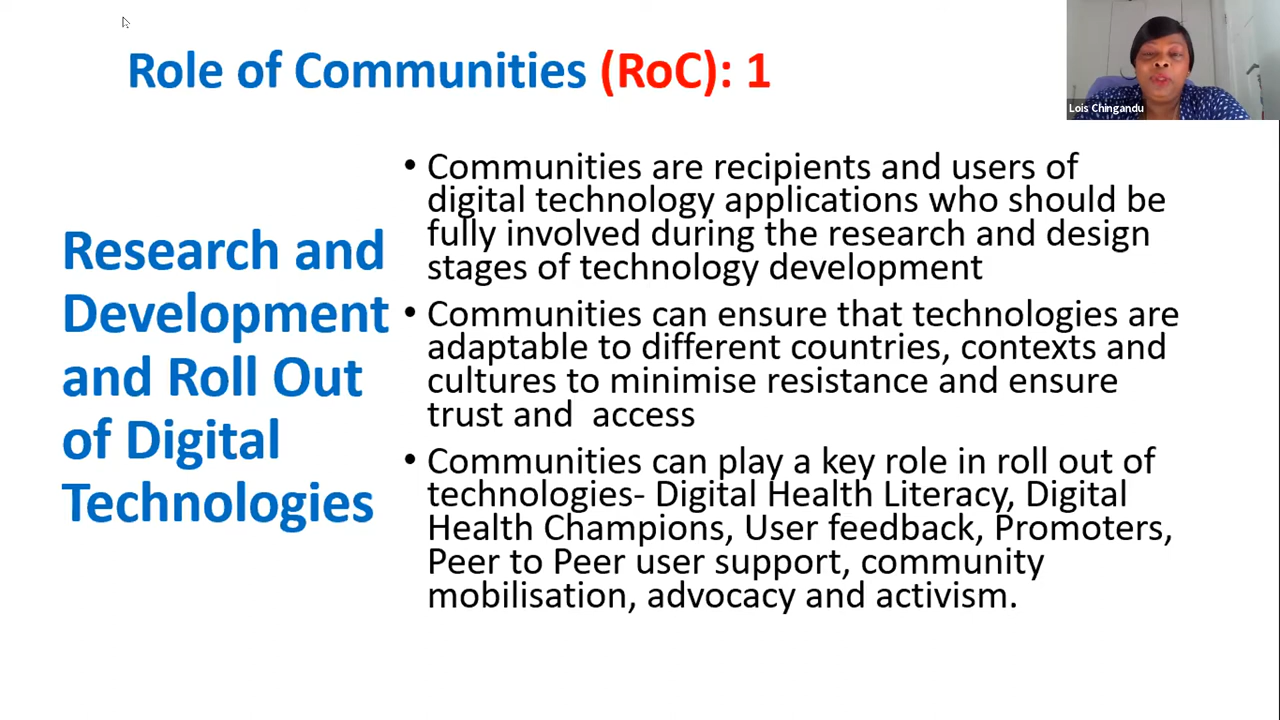 Role of Communities (RoC): 1
Lois Chingandu
Research and
Development
and Roll Out
of Digital
Technologies
• Communities are recipients and users of
digital technology applications who should be
fully involved during the research and design
stages of technology development
• Communities can ensure that technologies are
adaptable to different countries, contexts and
cultures to minimise resistance and ensure
trust and  access
• Communities can play a key role in roll out of
technologies- Digital Health Literacy, Digital
Health Champions, User feedback, Promoters,
Peer to Peer user support, community
mobilisation, advocacy and activism.